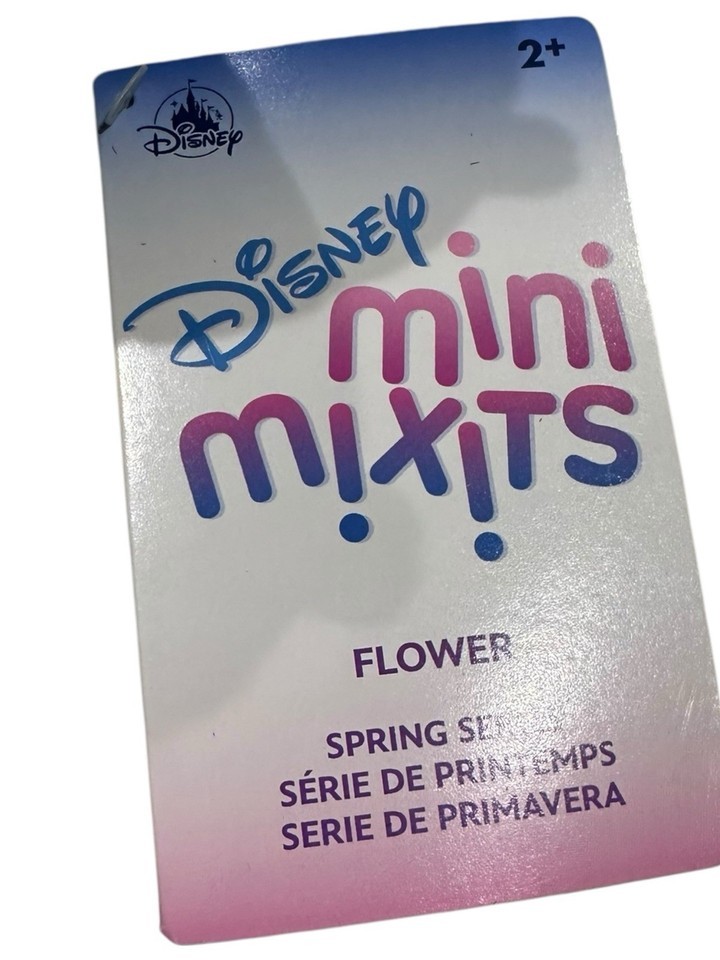 2+
Disney
Disney
mini
mixits
FLOWER
SPRING
SÉRIE DE PRINTEMPS
SERIE DE PRIMAVERA